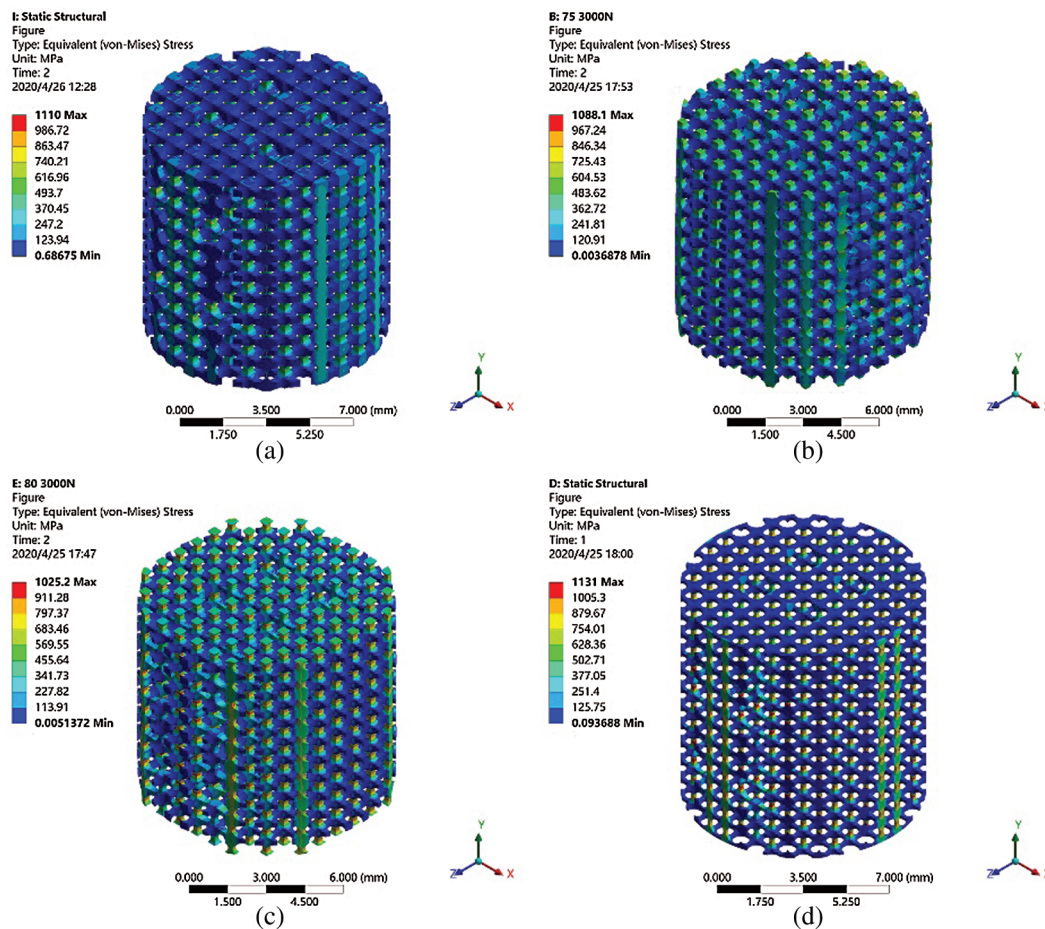 I: Static Structural
Figure
Type: Equivalent (von-Mises) Stress
Unit: MPa
Time: 2
2020/4/26 12:28
1110 Max
986.72
863.47
740.21
616.96
493.7
370.45
247.2
123.94
0.68675 Min
Y
Z
X
0.000 3.500 7.000 (mm)
1.750 5.250
(a)
B: 75 3000N
Figure
Type: Equivalent (von-Mises) Stress
Unit: MPa
Time: 2
2020/4/25 17:53
1088.1 Max
967.24
846.34
725.43
604.53
483.62
362.72
241.81
120.91
0.0036878 Min
Y
Z
X
0.000 3.000 6.000 (mm)
1.500 4.500
(b)
E: 80 3000N
Figure
Type: Equivalent (von-Mises) Stress
Unit: MPa
Time: 2
2020/4/25 17:47
1025.2 Max
911.28
797.37
683.46
569.55
455.64
341.73
227.82
113.91
0.0051372 Min
Y
Z
X
0.000 3.000 6.000 (mm)
1.500 4.500
(c)
D: Static Structural
Figure
Type: Equivalent (von-Mises) Stress
Unit: MPa
Time: 1
2020/4/25 18:00
1131 Max
1005.3
879.67
754.01
628.36
502.71
377.05
251.4
125.75
0.093688 Min
Y
Z
X
0.000 3.500 7.000 (mm)
1.750 5.250
(d)